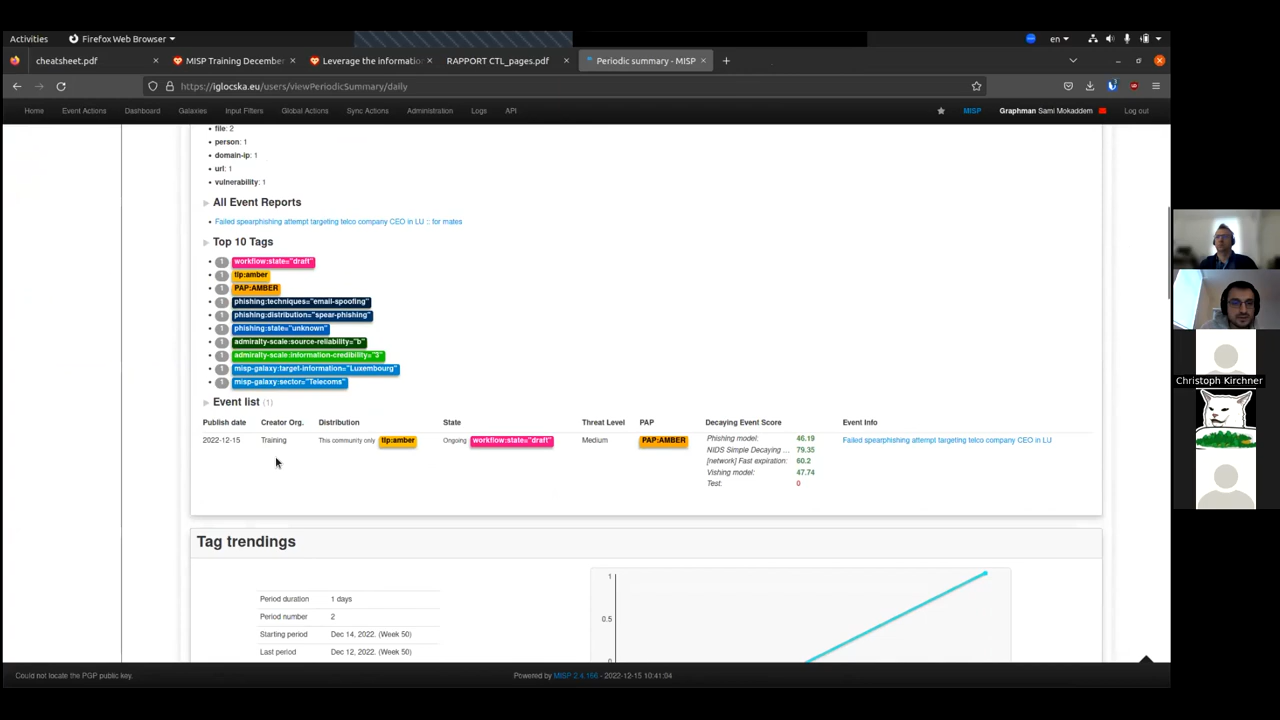 Activities
Firefox Web Browser
en
cheatsheet.pdf
MISP Training December
Leverage the informatio
RAPPORT CTL_pages.pdf
Periodic summary - MISP
https://iglocska.eu/users/viewPeriodicSummary/daily
Home Event Actions Dashboard Galaxies Input Filters Global Actions Sync Actions Administration Logs API
MISP Graphman Sami Mokaddem Log out
file: 2
person: 1
domain-ip: 1
url: 1
vulnerability: 1
All Event Reports
Failed spearphishing attempt targeting telco company CEO in LU :: for mates
Top 10 Tags
1 workflow:state="draft"
1 tlp:amber
1 PAP:AMBER
1 phishing:techniques="email-spoofing"
1 phishing:distribution="spear-phishing"
1 phishing:state="unknown"
1 admiralty-scale:source-reliability="b"
1 admiralty-scale:information-credibility="3"
1 misp-galaxy:target-information="Luxembourg"
1 misp-galaxy:sector="Telecoms"
Event list (1)
Publish date Creator Org. Distribution State Threat Level PAP Decaying Event Score Event Info
2022-12-15 Training This community only tlp:amber Ongoing workflow:state="draft" Medium PAP:AMBER Phishing model: 46.19 Failed spearphishing attempt targeting telco company CEO in LU
NIDS Simple Decaying ... 79.35
[network] Fast expiration: 60.2
Vishing model: 47.74
Test: 0
Tag trendings
Period duration 1 days
Period number 2
Starting period Dec 14, 2022. (Week 50)
Last period Dec 12, 2022. (Week 50)
1
0.5
0
Could not locate the PGP public key.
Powered by MISP 2.4.166 - 2022-12-15 10:41:04
Christoph Kirchner